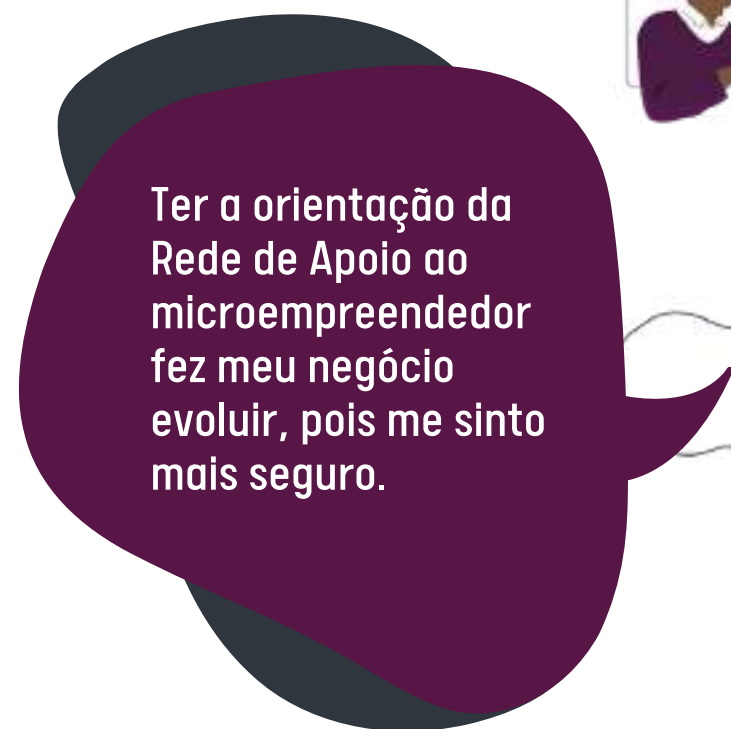 Ter a orientação da
Rede de Apoio ao
microempreendedor
fez meu negócio
evoluir, pois me sinto
mais seguro.